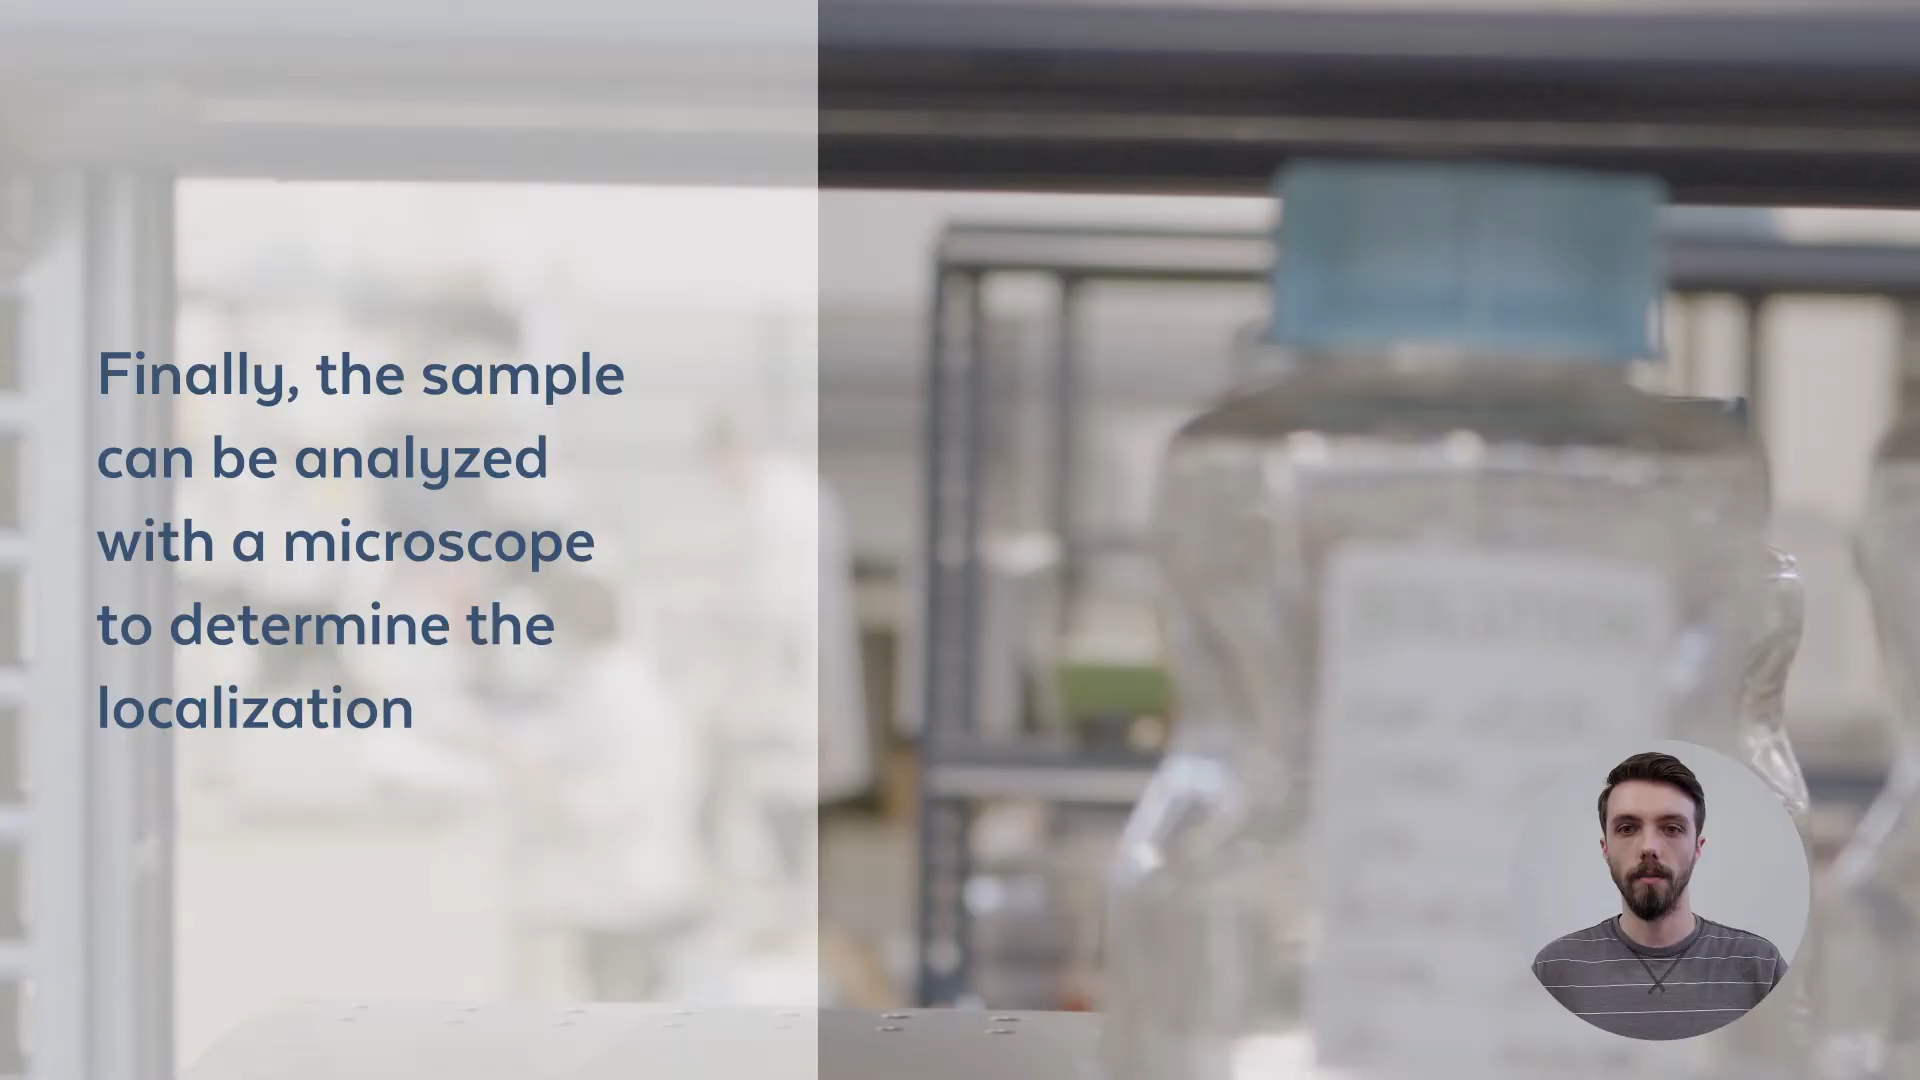 Finally, the sample
can be analyzed
with a microscope
to determine the
localization